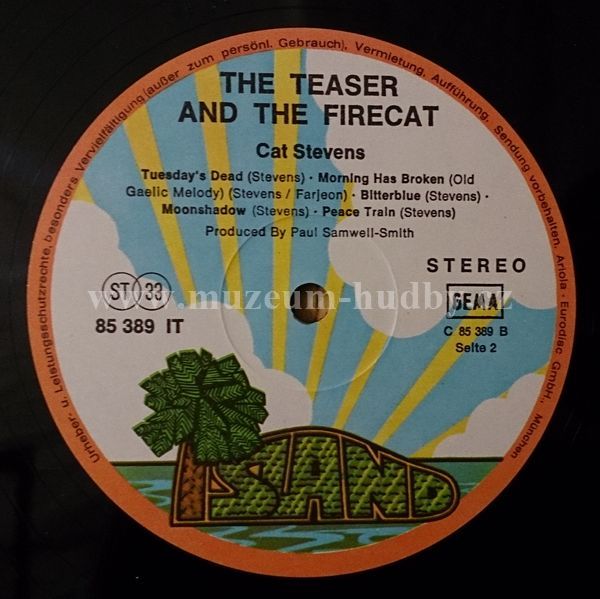 Urheber- u. Leistungsschutzrechte, besonders Vervielfältigung (außer zum persönl. Gebrauch), Vermietung, Aufführung, Sendung vorbehalten. Ariola - Eurodisc GmbH., München
THE TEASER
AND THE FIRECAT
Cat Stevens
Tuesday's Dead (Stevens) · Morning Has Broken (Old
Gaelic Melody) (Stevens / Farjeon) · Bitterblue (Stevens) ·
Moonshadow (Stevens) · Peace Train (Stevens)
Produced By Paul Samwell-Smith
STEREO
ST 33
GEMA
www.muzeum-hudby.cz
85 389 IT
C 85 389 B
Seite 2
ISLAND